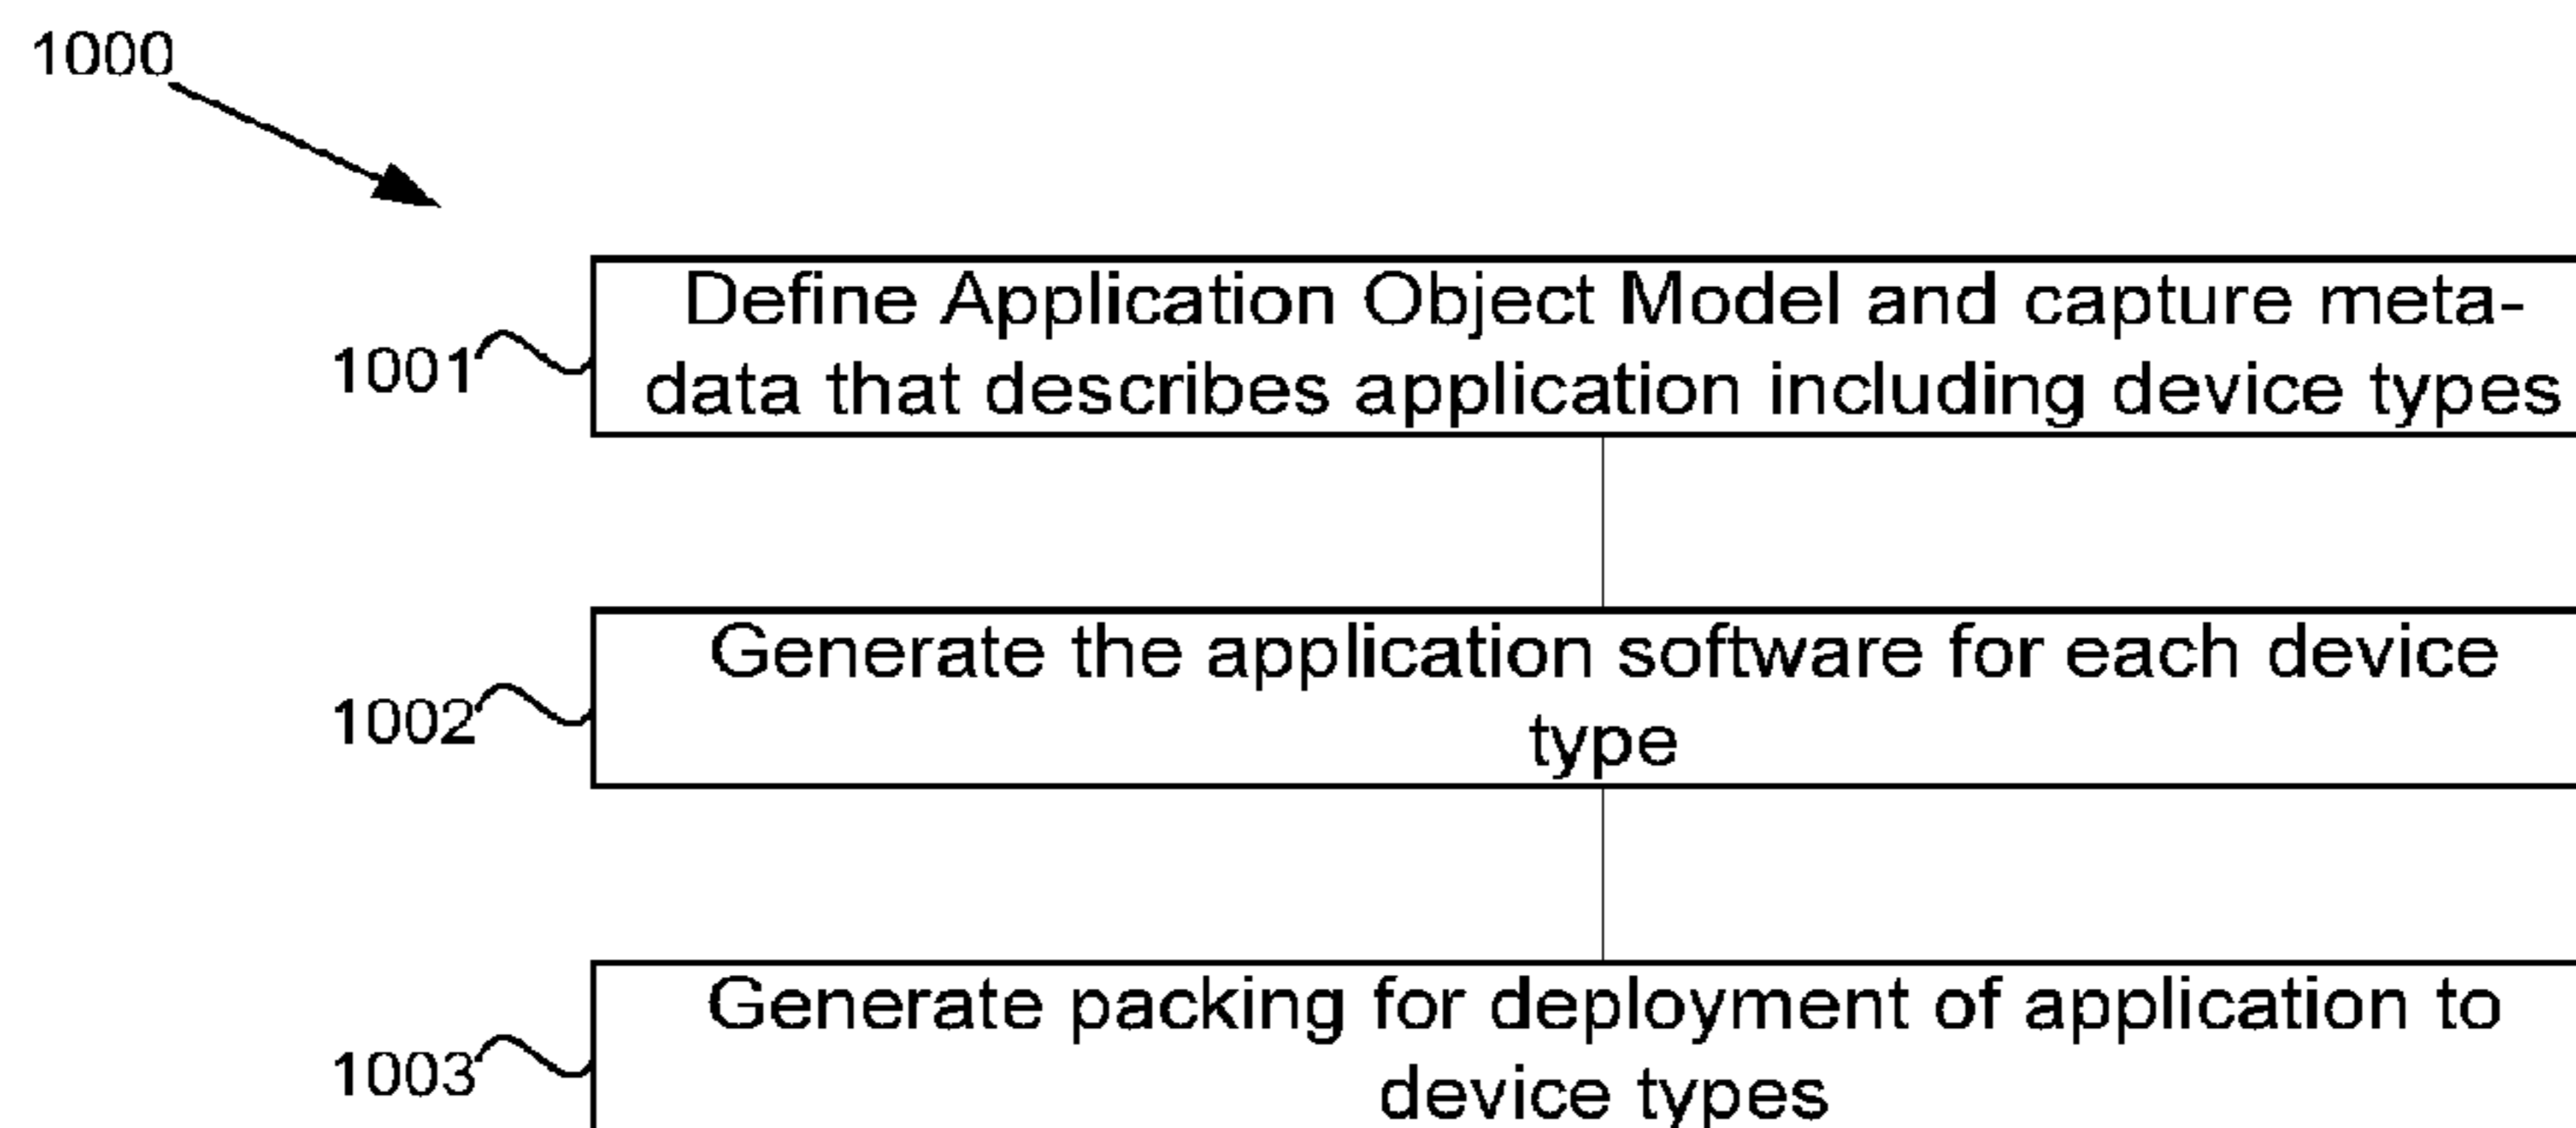 1000
Define Application Object Model and capture meta-
1001
data that describes application including device types
Generate the application software for each device
1002
type
Generate packing for deployment of application to
1003
device types